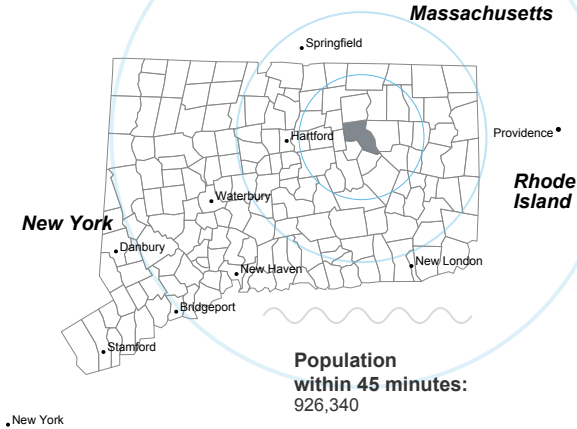 Massachusetts
Springfield
Hartford
Providence
Rhode
Island
Waterbury
New York
Danbury
New Haven
New London
Bridgeport
Stamford
Population
within 45 minutes:
926,340
New York